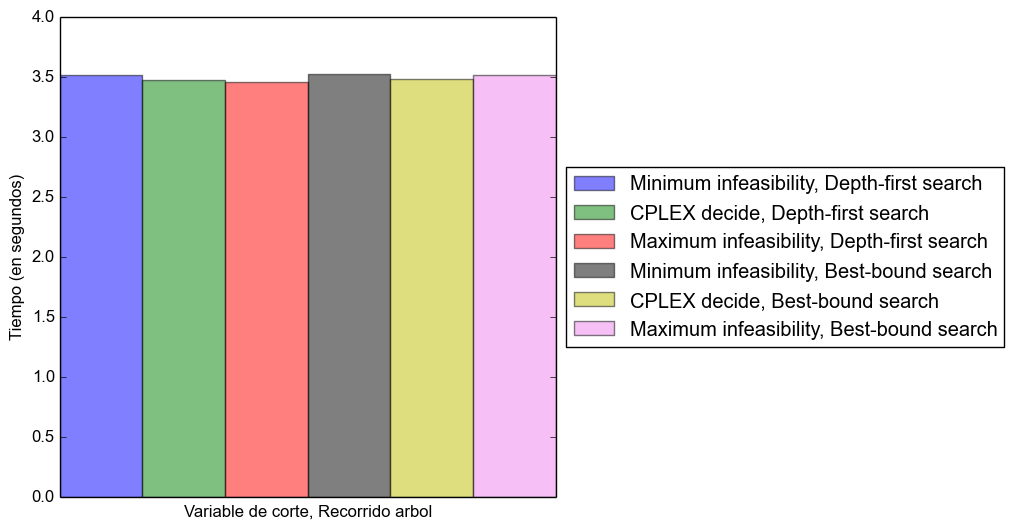 4.0
3.5
3.0
2.5
2.0
1.5
1.0
0.5
0.0
Tiempo (en segundos)
Variable de corte, Recorrido arbol
Minimum infeasibility, Depth-first search
CPLEX decide, Depth-first search
Maximum infeasibility, Depth-first search
Minimum infeasibility, Best-bound search
CPLEX decide, Best-bound search
Maximum infeasibility, Best-bound search